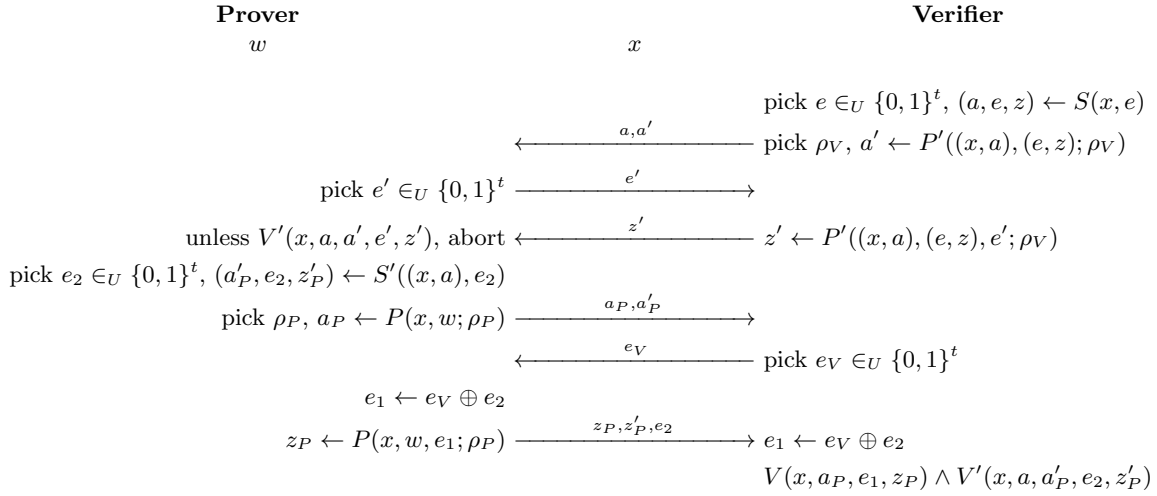 Prover Verifier
w x
pick e ∈_U {0, 1}^t, (a, e, z) ← S(x, e)
a,a′ pick ρ_V, a′ ← P′((x, a), (e, z); ρ_V)
pick e′ ∈_U {0, 1}^t e′
unless V′(x, a, a′, e′, z′), abort z′ z′ ← P′((x, a), (e, z), e′; ρ_V)
pick e_2 ∈_U {0, 1}^t, (a′_P, e_2, z′_P) ← S′((x, a), e_2)
pick ρ_P, a_P ← P(x, w; ρ_P) a_P,a′_P
e_V pick e_V ∈_U {0, 1}^t
e_1 ← e_V ⊕ e_2
z_P ← P(x, w, e_1; ρ_P) z_P,z′_P,e_2 e_1 ← e_V ⊕ e_2
V(x, a_P, e_1, z_P) ∧ V′(x, a, a′_P, e_2, z′_P)